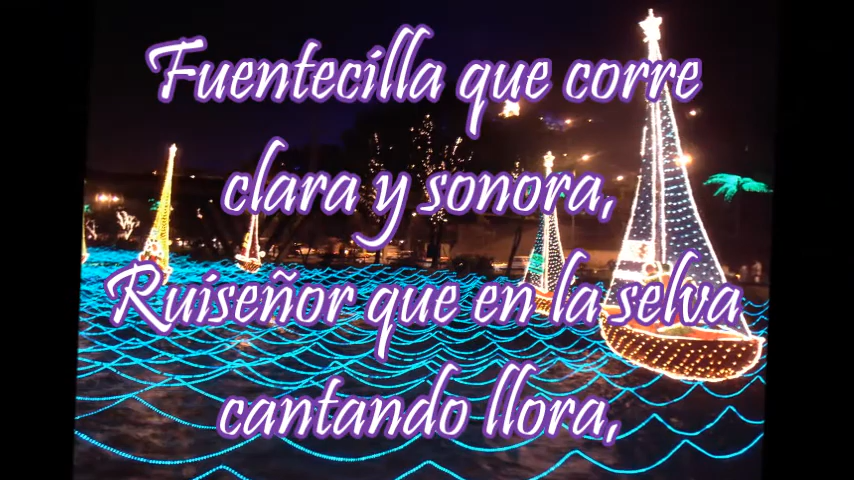 Fuentecilla que corre
clara y sonora,
Ruiseñor que en la selva
cantando llora,